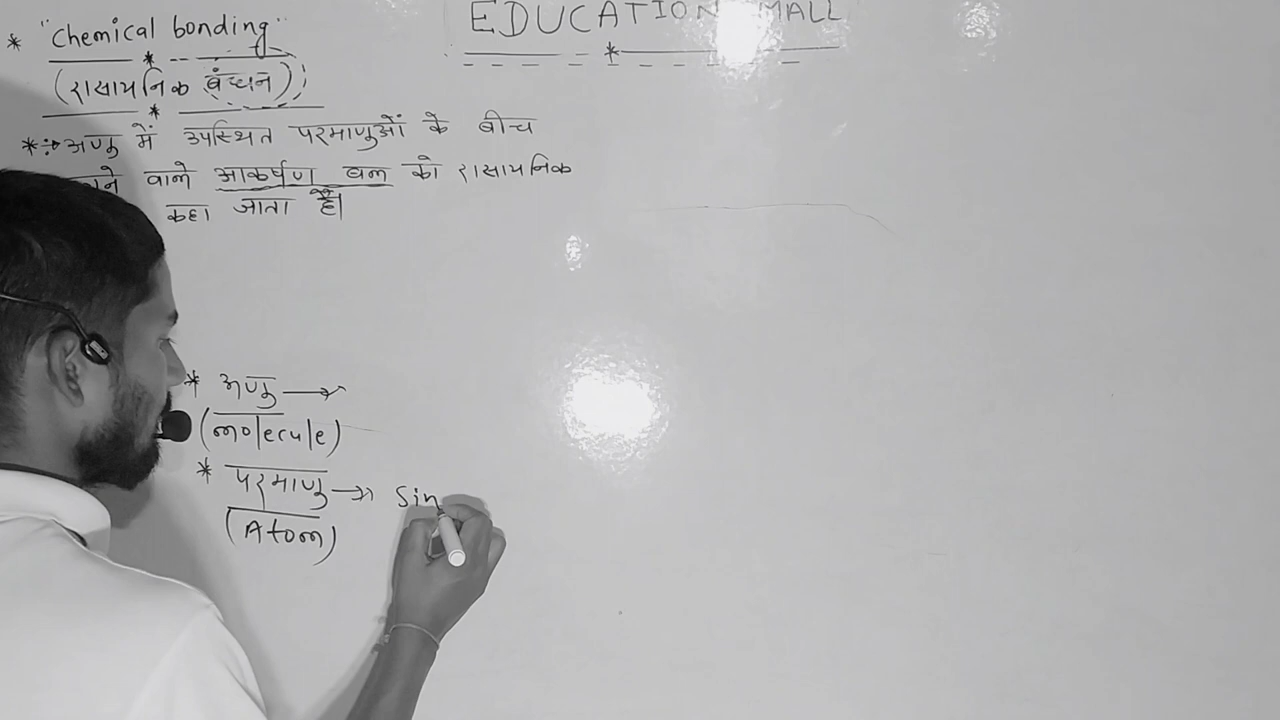 EDUCATION MALL
* "Chemical bonding"
(रासायनिक बंधन)
* अणु में उपस्थित परमाणुओं के बीच
वाले आकर्षण बल को रासायनिक
कहा जाता है।
* अणु →
(molecule)
* परमाणु → Sin
(Atom)